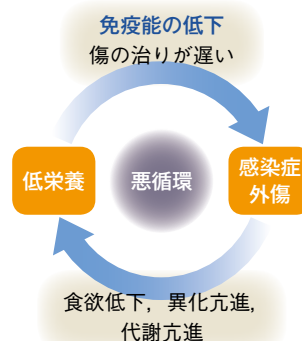 免疫能の低下
傷の治りが遅い
低栄養
悪循環
感染症
外傷
食欲低下，異化亢進，
代謝亢進